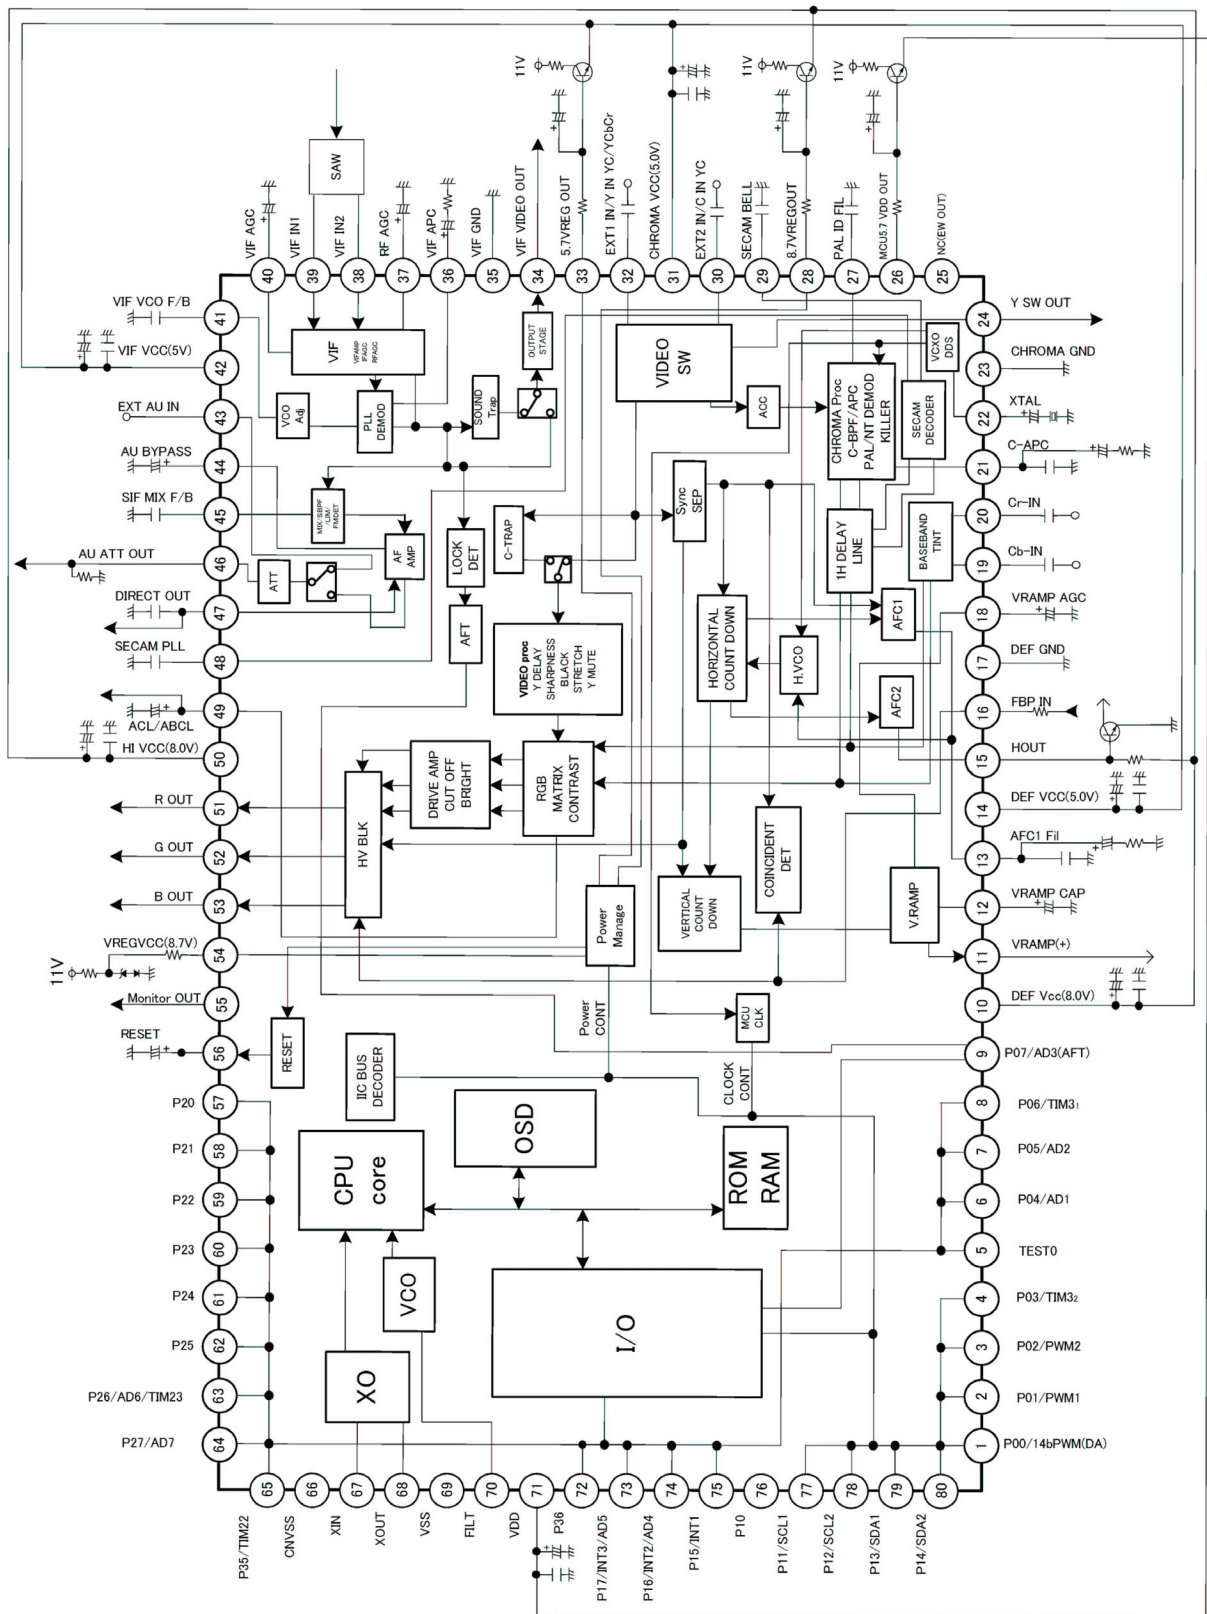 11V
11V
11V
SAW
VIF AGC
VIF IN1
VIF IN2
RF AGC
VIF APC
VIF GND
VIF VIDEO OUT
5.7VREG OUT
EXT1 IN/Y IN YC/YCbCr
CHROMA VCC(5.0V)
EXT2 IN/C IN YC
SECAM BELL
8.7VREGOUT
PAL ID FIL
MCU5.7 VDD OUT
NC(EW OUT)
40
39
38
37
36
35
34
33
32
31
30
29
28
27
26
25
VIF VCO F/B
41
VIF VCC(5V)
42
EXT AU IN
43
AU BYPASS
44
SIF MIX F/B
45
AU ATT OUT
46
DIRECT OUT
47
SECAM PLL
48
49
ACL/ABCL
HI VCC(8.0V)
50
R OUT
51
G OUT
52
B OUT
53
VREGVCC(8.7V)
54
11V
Monitor OUT
55
RESET
56
P20
57
P21
58
P22
59
P23
60
P24
61
P25
62
P26/AD6/TIM23
63
P27/AD7
64
VIF
VIFAMP
IFAGC
RFAGC
VCO
Adj
PLL
DEMOD
SOUND
Trap
OUTPUT
STAGE
VIDEO
SW
ACC
CHROMA Proc
C-BPF/APC
PAL/NT DEMOD
KILLER
SECAM
DECODER
VCXO
DDS
MIX/SBPF
/LIM/
FMDET
AF
AMP
ATT
LOCK
DET
AFT
C-TRAP
Sync
SEP
1H DELAY
LINE
BASEBAND
TINT
VIDEO proc
Y DELAY
SHARPNESS
BLACK
STRETCH
Y MUTE
HORIZONTAL
COUNT DOWN
H.VCO
AFC1
AFC2
HV BLK
DRIVE AMP
CUT OFF
BRIGHT
RGB
MATRIX
CONTRAST
COINCIDENT
DET
VERTICAL
COUNT
DOWN
V.RAMP
Power
Manage
Power
CONT
MCU
CLK
CLOCK
CONT
RESET
IIC BUS
DECODER
OSD
CPU
core
ROM
RAM
VCO
XO
I/O
24
Y SW OUT
23
CHROMA GND
22
XTAL
21
C-APC
20
Cr-IN
19
Cb-IN
18
VRAMP AGC
17
DEF GND
16
FBP IN
15
HOUT
14
DEF VCC(5.0V)
13
AFC1 Fil
12
VRAMP CAP
11
VRAMP(+)
10
DEF Vcc(8.0V)
9
P07/AD3(AFT)
8
P06/TIM31
7
P05/AD2
6
P04/AD1
5
TEST0
4
P03/TIM32
3
P02/PWM2
2
P01/PWM1
1
P00/14bPWM(DA)
65
66
67
68
69
70
71
72
73
74
75
76
77
78
79
80
P35/TIM22
CNVSS
XIN
XOUT
VSS
FILT
VDD
P36
P17/INT3/AD5
P16/INT2/AD4
P15/INT1
P10
P11/SCL1
P12/SCL2
P13/SDA1
P14/SDA2